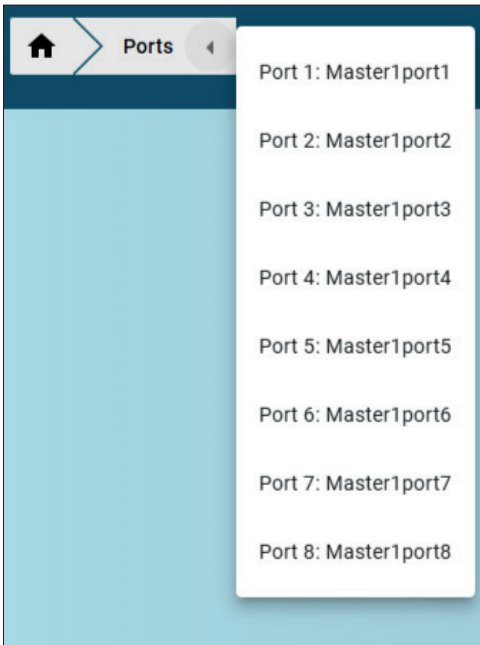 Ports
Port 1: Master1port1
Port 2: Master1port2
Port 3: Master1port3
Port 4: Master1port4
Port 5: Master1port5
Port 6: Master1port6
Port 7: Master1port7
Port 8: Master1port8